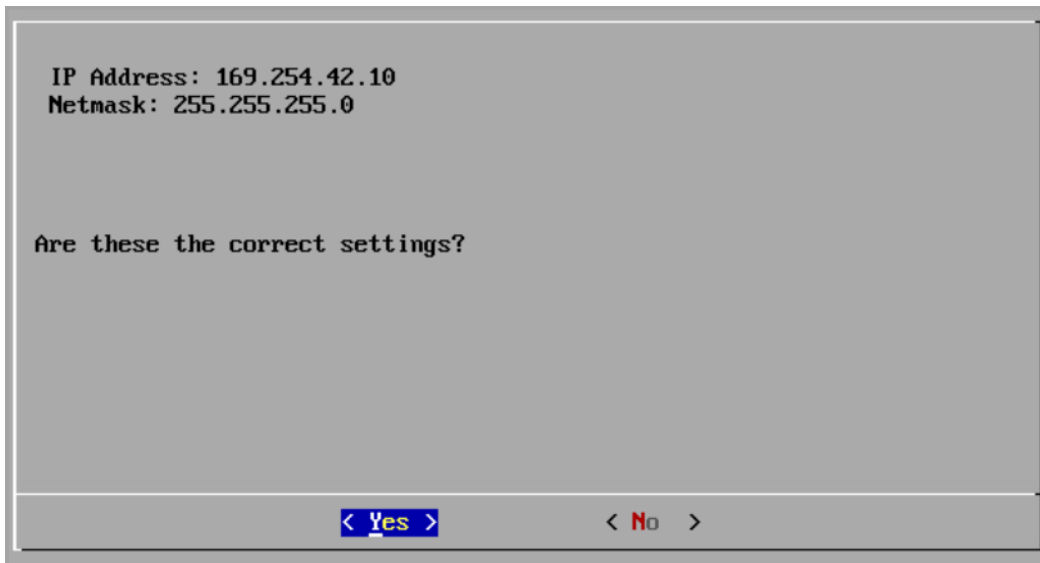 IP Address: 169.254.42.10
Netmask: 255.255.255.0
Are these the correct settings?
< Yes > < No >